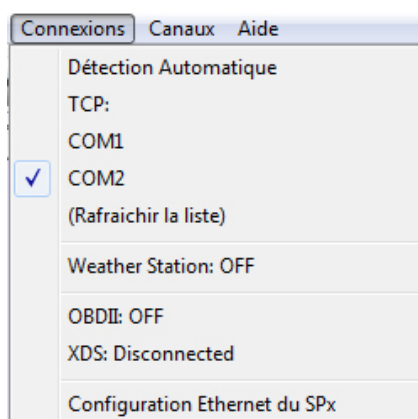 Connexions Canaux Aide
Détection Automatique
TCP:
COM1
COM2
(Rafraichir la liste)
Weather Station: OFF
OBDII: OFF
XDS: Disconnected
Configuration Ethernet du SPx